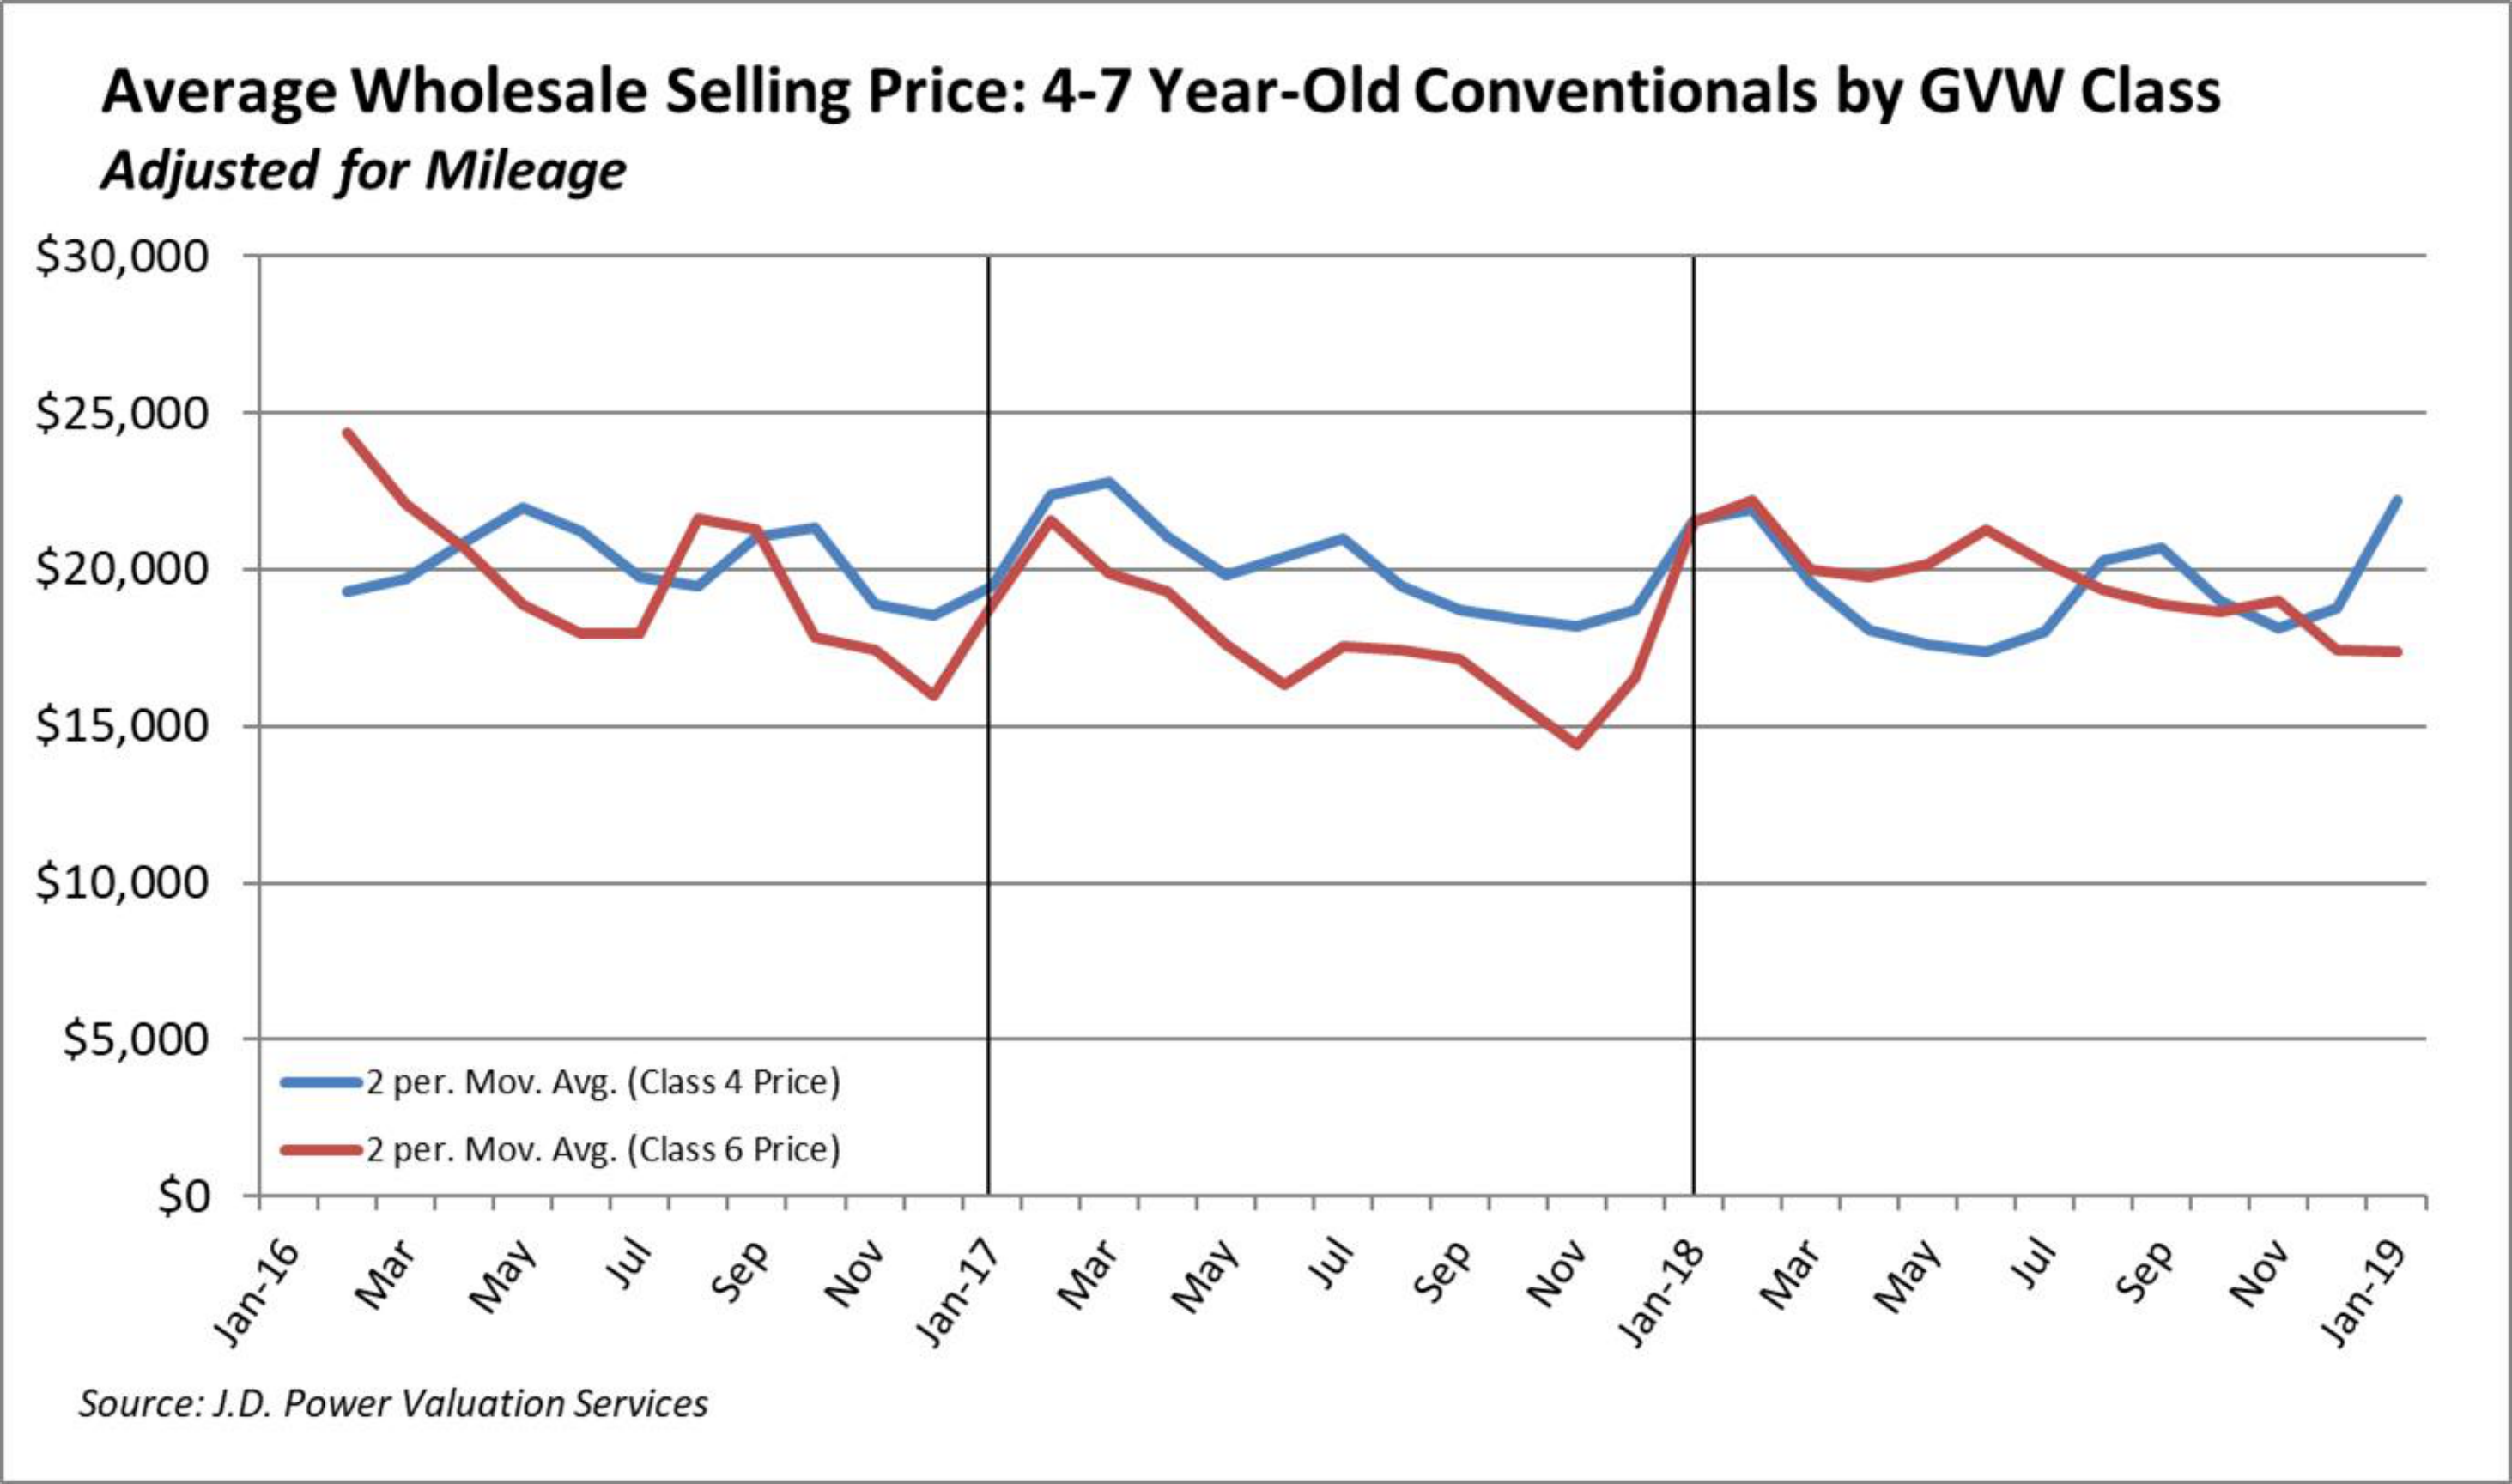 Average Wholesale Selling Price: 4-7 Year-Old Conventionals by GVW Class
Adjusted for Mileage
$30,000
$25,000
$20,000
$15,000
$10,000
$5,000
$0
2 per. Mov. Avg. (Class 4 Price)
2 per. Mov. Avg. (Class 6 Price)
Jan-16
Mar
May
Jul
Sep
Nov
Jan-17
Mar
May
Jul
Sep
Nov
Jan-18
Mar
May
Jul
Sep
Nov
Jan-19
Source: J.D. Power Valuation Services